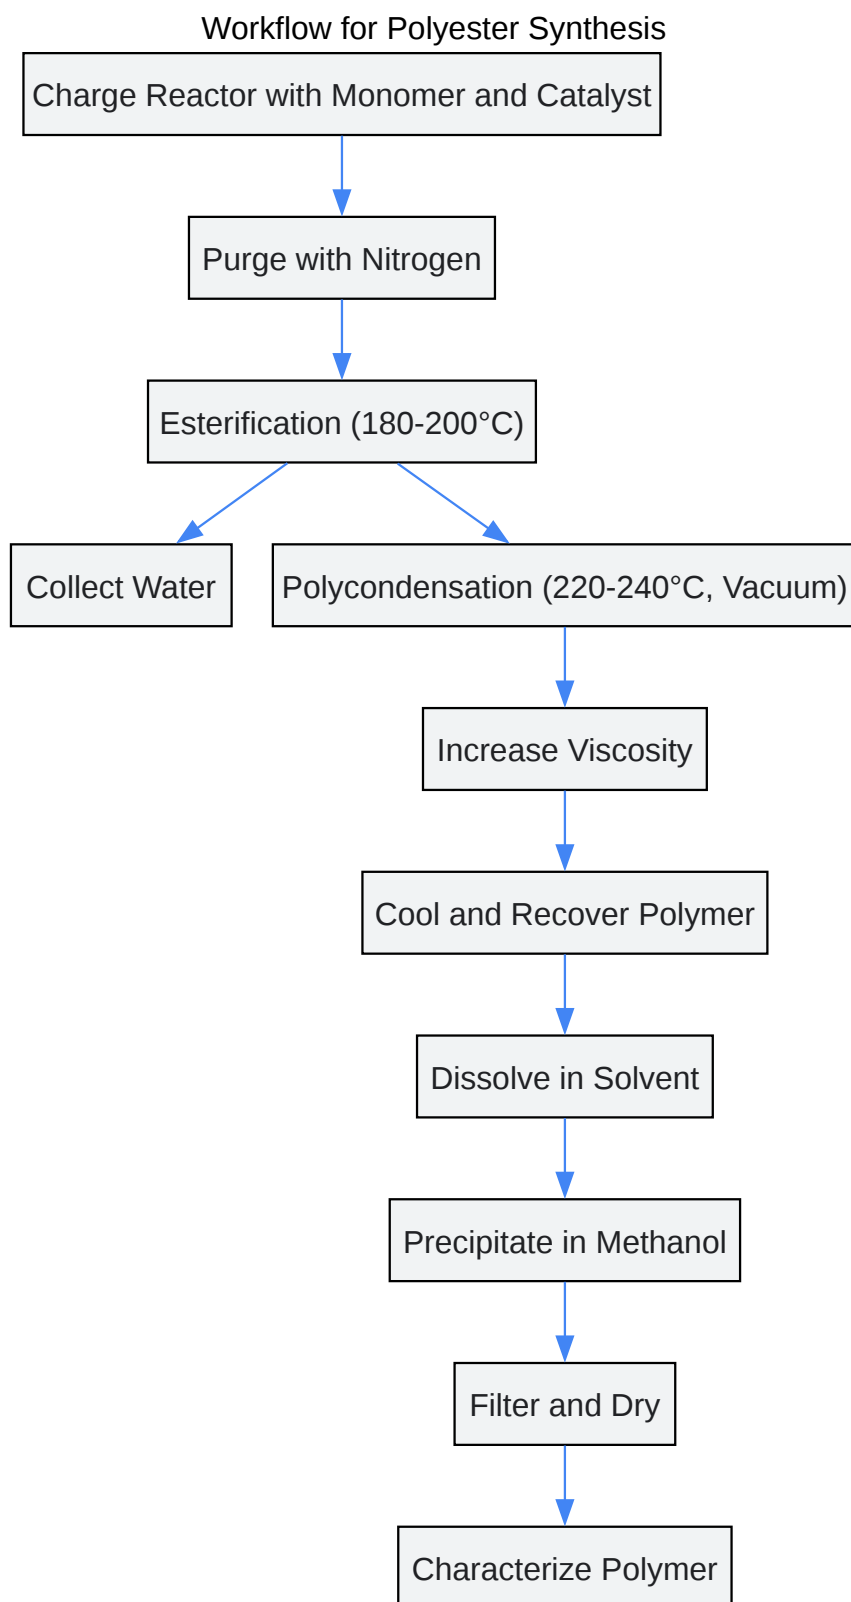 Workflow for Polyester Synthesis
Charge Reactor with Monomer and Catalyst
Purge with Nitrogen
Esterification (180-200°C)
Collect Water
Polycondensation (220-240°C, Vacuum)
Increase Viscosity
Cool and Recover Polymer
Dissolve in Solvent
Precipitate in Methanol
Filter and Dry
Characterize Polymer